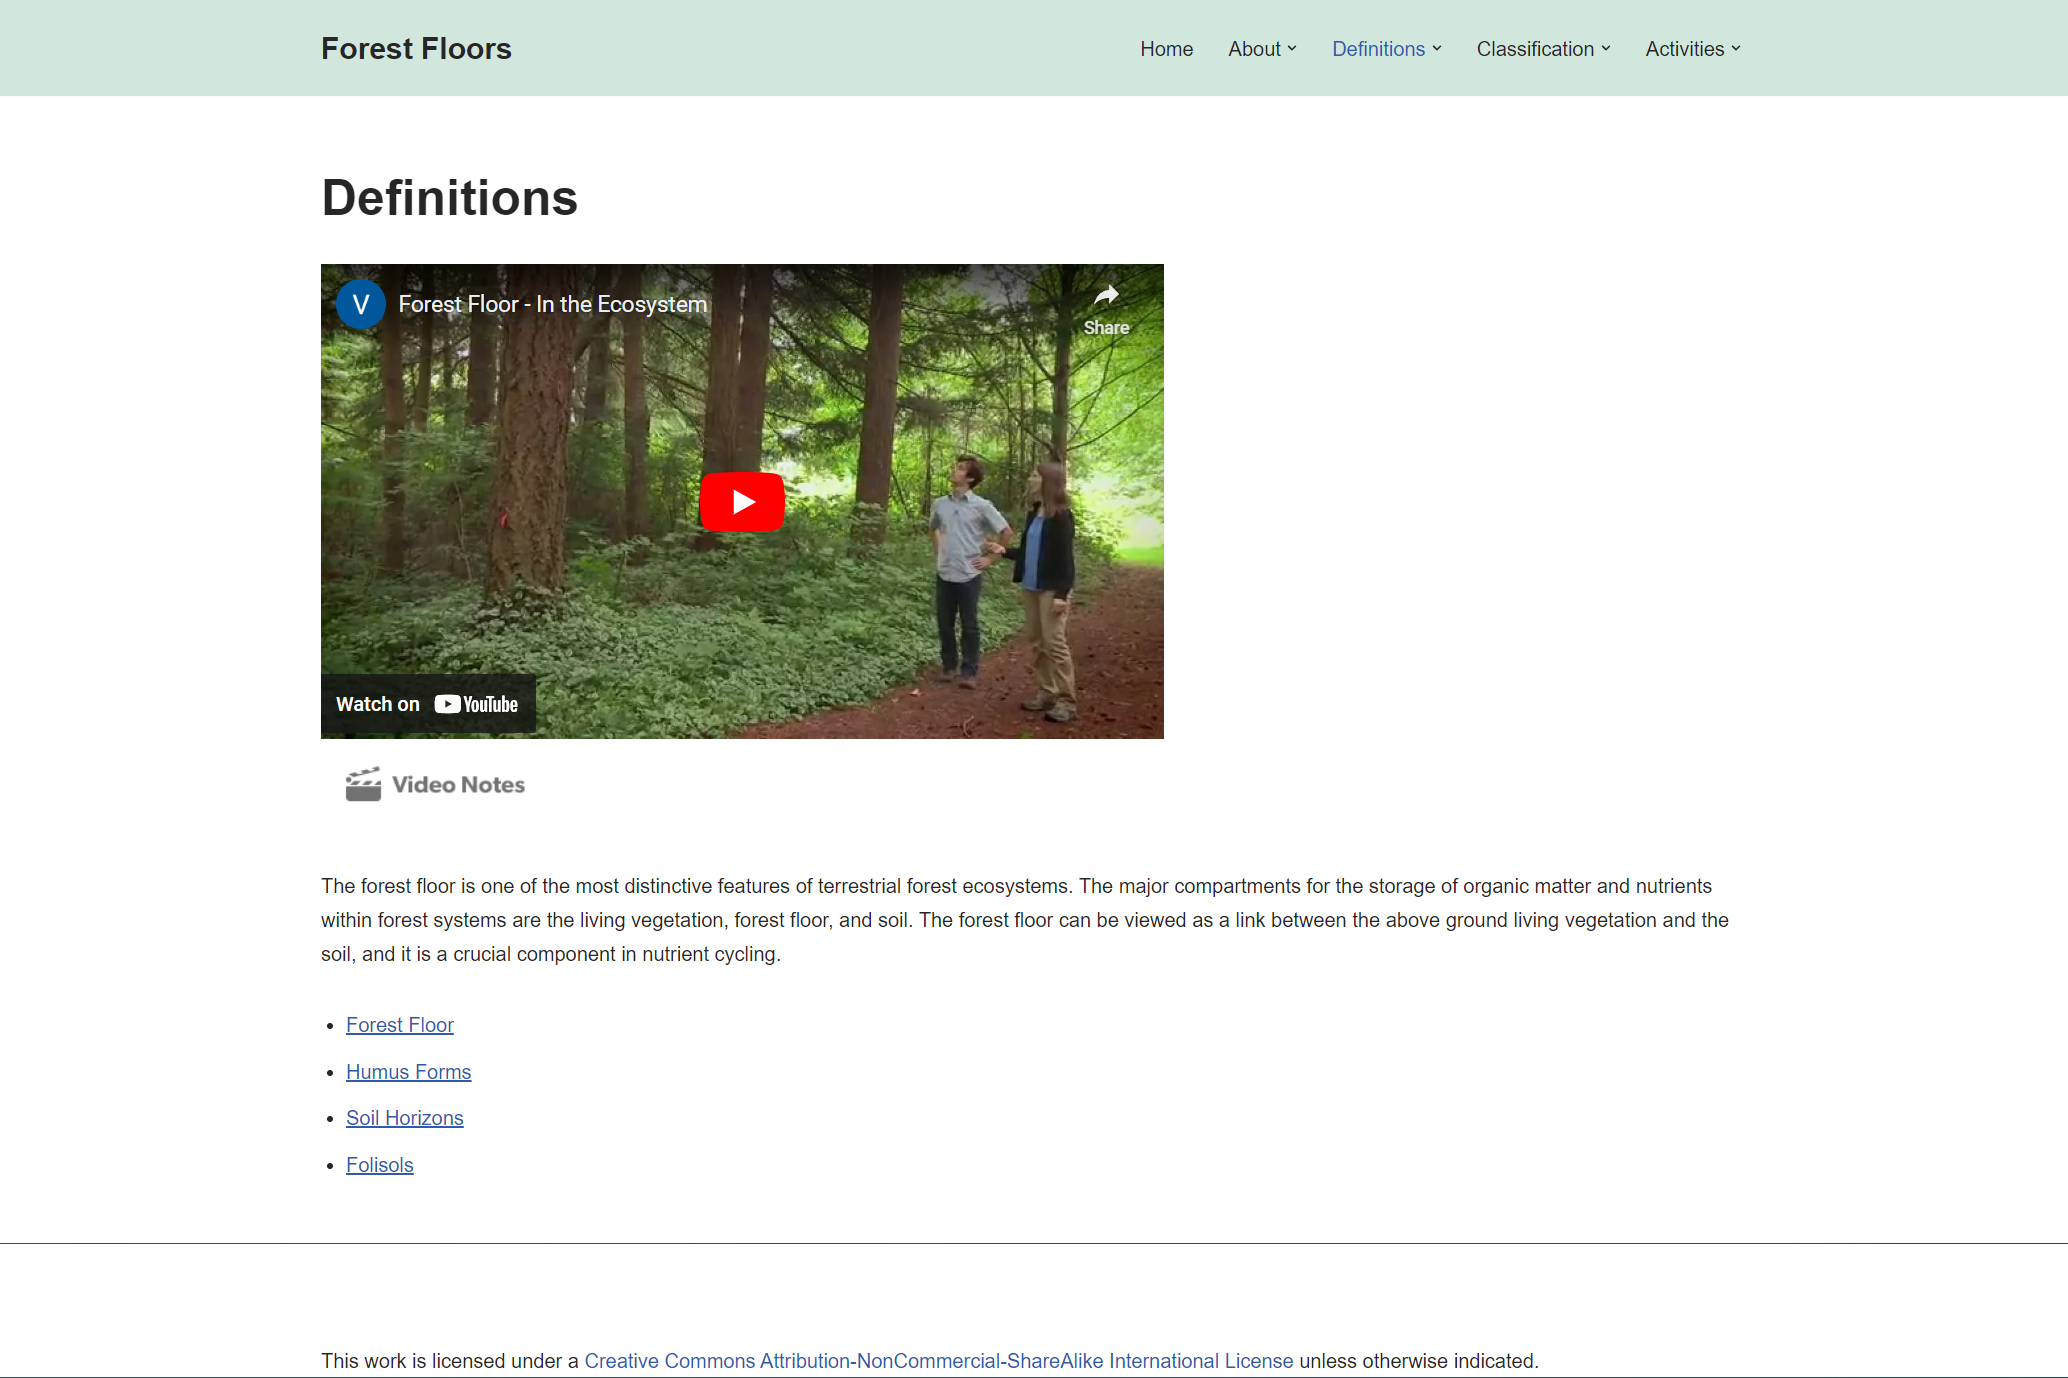 Forest Floors
Home About Definitions Classification Activities
Definitions
V Forest Floor - In the Ecosystem
Share
Watch on YouTube
Video Notes
The forest floor is one of the most distinctive features of terrestrial forest ecosystems. The major compartments for the storage of organic matter and nutrients
within forest systems are the living vegetation, forest floor, and soil. The forest floor can be viewed as a link between the above ground living vegetation and the
soil, and it is a crucial component in nutrient cycling.
Forest Floor
Humus Forms
Soil Horizons
Folisols
This work is licensed under a Creative Commons Attribution-NonCommercial-ShareAlike International License unless otherwise indicated.